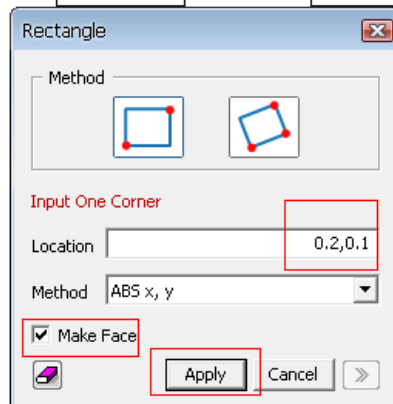 Rectangle
Method
Input One Corner
Location 0.2,0.1
Method ABS x, y
Make Face
Apply Cancel